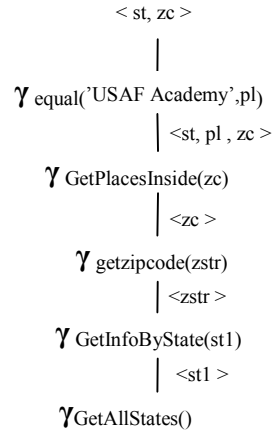 < st, zc >
γ equal('USAF Academy',pl)
<st, pl , zc >
γ GetPlacesInside(zc)
<zc >
γ getzipcode(zstr)
<zstr >
γ GetInfoByState(st1)
<st1 >
γGetAllStates()